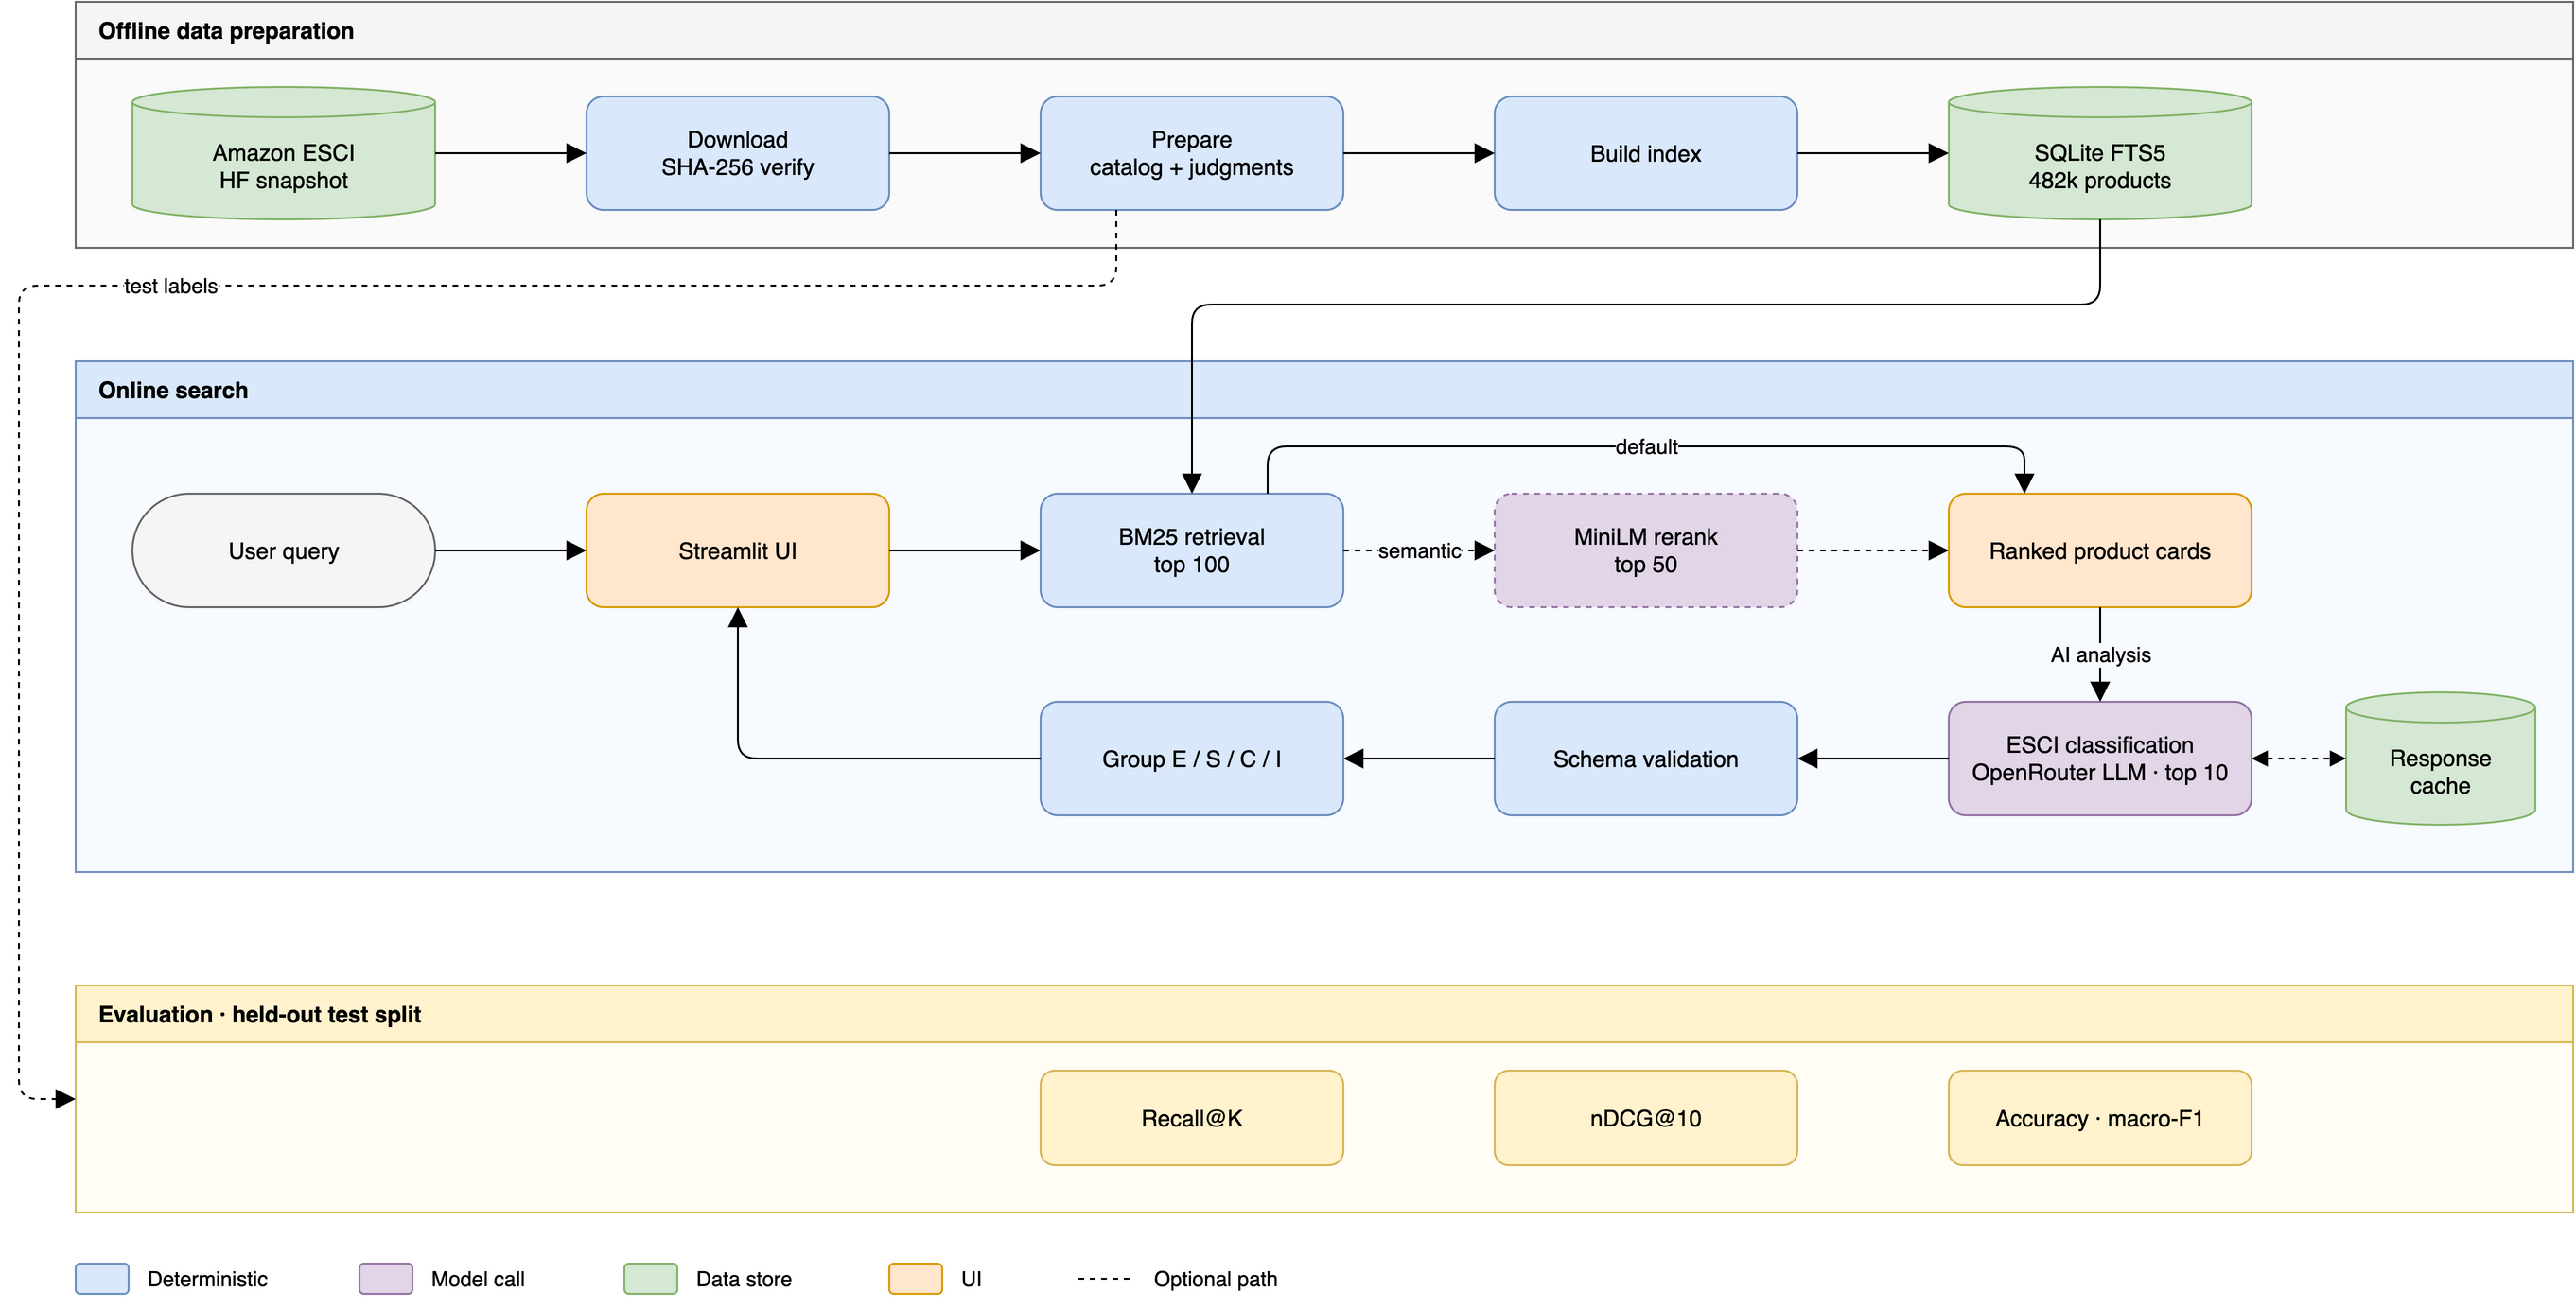 Offline data preparation
Amazon ESCI
HF snapshot
Download
SHA-256 verify
Prepare
catalog + judgments
Build index
SQLite FTS5
482k products
test labels
Online search
default
User query
Streamlit UI
BM25 retrieval
top 100
semantic
MiniLM rerank
top 50
Ranked product cards
AI analysis
Group E / S / C / I
Schema validation
ESCI classification
OpenRouter LLM · top 10
Response
cache
Evaluation · held-out test split
Recall@K
nDCG@10
Accuracy · macro-F1
Deterministic
Model call
Data store
UI
Optional path